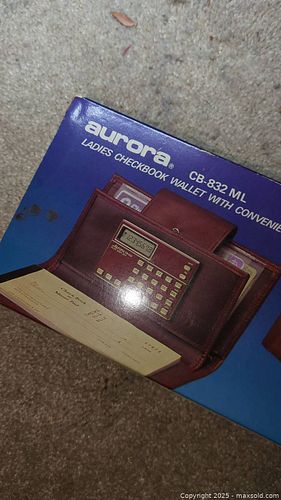 aurora®
CB-832 ML
LADIES CHECKBOOK WALLET WITH CONVENIE
© Copyright 2025 - maxsold.com